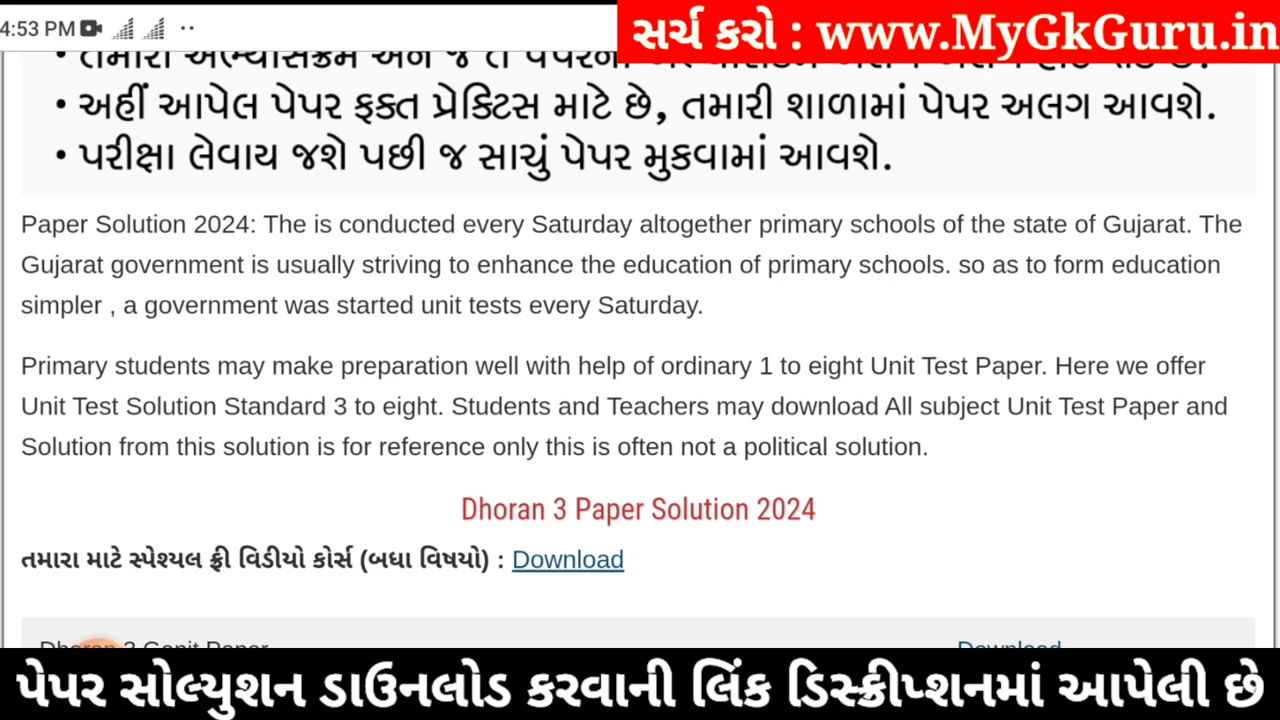 4:53 PM
સર્ચ કરો : www.MyGkGuru.in
• અહીં આપેલ પેપર ફક્ત પ્રેક્ટિસ માટે છે, તમારી શાળામાં પેપર અલગ આવશે.
• પરીક્ષા લેવાય જશે પછી જ સાચું પેપર મુકવામાં આવશે.
Paper Solution 2024: The is conducted every Saturday altogether primary schools of the state of Gujarat. The
Gujarat government is usually striving to enhance the education of primary schools. so as to form education
simpler , a government was started unit tests every Saturday.
Primary students may make preparation well with help of ordinary 1 to eight Unit Test Paper. Here we offer
Unit Test Solution Standard 3 to eight. Students and Teachers may download All subject Unit Test Paper and
Solution from this solution is for reference only this is often not a political solution.
Dhoran 3 Paper Solution 2024
તમારા માટે સ્પેશ્યલ ફ્રી વિડીયો કોર્સ (બધા વિષયો) : Download
Dhoran 3 Ganit Paper Download
પેપર સોલ્યુશન ડાઉનલોડ કરવાની લિંક ડિસ્ક્રીપ્શનમાં આપેલી છે